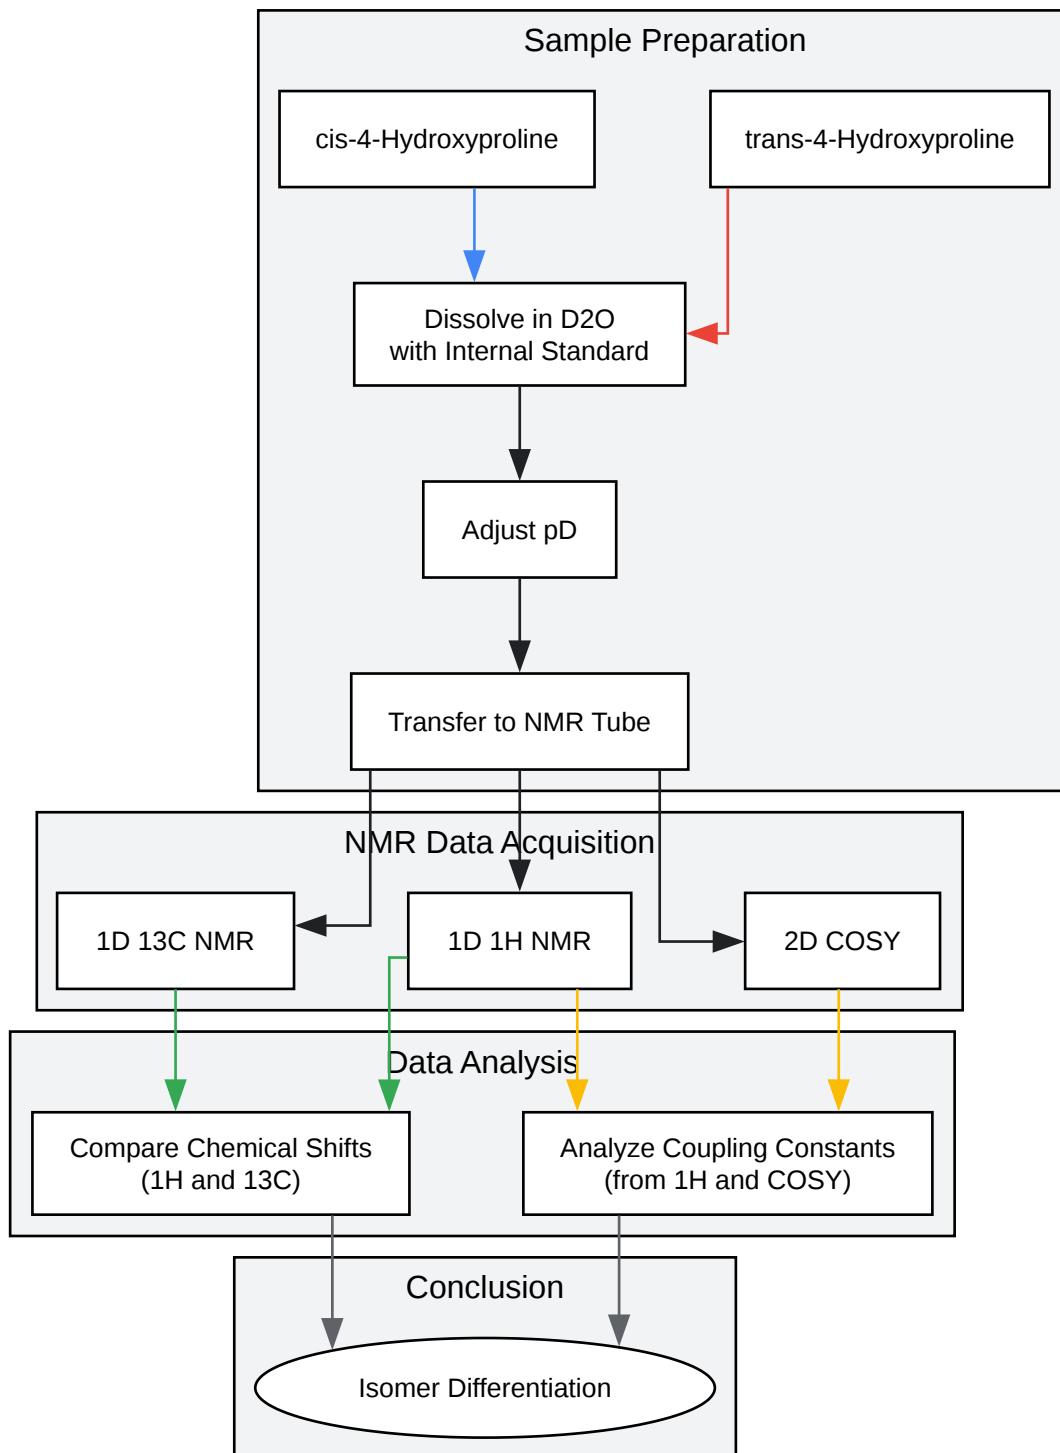 Sample Preparation
cis-4-Hydroxyproline
trans-4-Hydroxyproline
Dissolve in D2O
with Internal Standard
Adjust pD
Transfer to NMR Tube
NMR Data Acquisition
1D 13C NMR
1D 1H NMR
2D COSY
Data Analysis
Compare Chemical Shifts
(1H and 13C)
Analyze Coupling Constants
(from 1H and COSY)
Conclusion
Isomer Differentiation